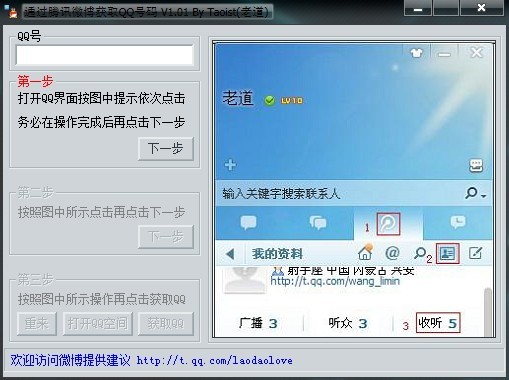 通过腾讯微博获取QQ号码 V1.01 By Taoist(老道)
QQ号
第一步
打开QQ界面按图中提示依次点击
务必在操作完成后再点击下一步
下一步
第二步
按照图中所示点击再点击下一步
下一步
第三步
按照图中所示操作再点击获取QQ
重来
打开QQ空间
获取QQ
老道
LV10
输入关键字搜索联系人
1
我的资料
@
2
射手座 中国 内蒙古 兴安
http://t.qq.com/wang_limin
广播 3
听众 3
3
收听 5
欢迎访问微博提供建议 http://t.qq.com/laodaolove